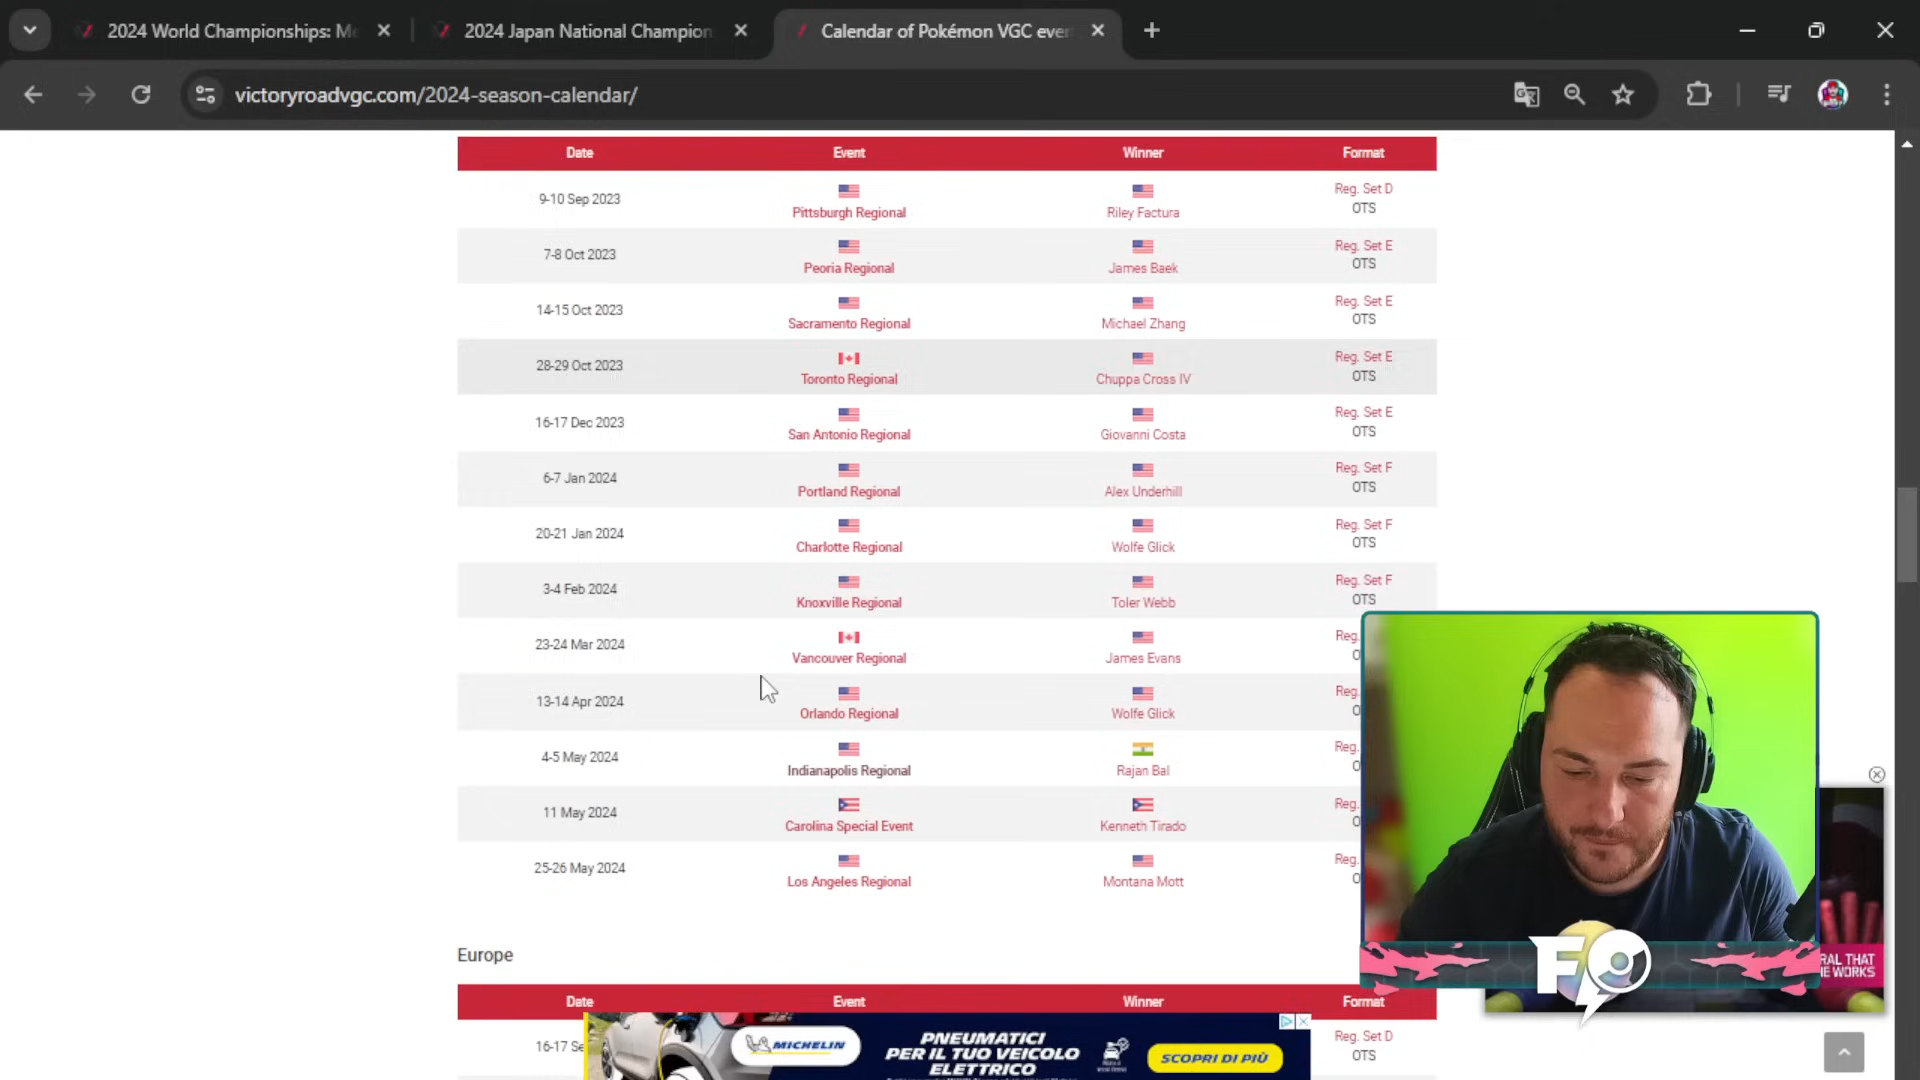 2024 World Championships: Me
2024 Japan National Champion
Calendar of Pokémon VGC eve
victoryroadvgc.com/2024-season-calendar/
Date Event Winner Format
9-10 Sep 2023 Pittsburgh Regional Riley Factura Reg. Set D OTS
7-8 Oct 2023 Peoria Regional James Baek Reg. Set E OTS
14-15 Oct 2023 Sacramento Regional Michael Zhang Reg. Set E OTS
28-29 Oct 2023 Toronto Regional Chuppa Cross IV Reg. Set E OTS
16-17 Dec 2023 San Antonio Regional Giovanni Costa Reg. Set E OTS
6-7 Jan 2024 Portland Regional Alex Underhill Reg. Set F OTS
20-21 Jan 2024 Charlotte Regional Wolfe Glick Reg. Set F OTS
3-4 Feb 2024 Knoxville Regional Toler Webb Reg. Set F OTS
23-24 Mar 2024 Vancouver Regional James Evans Reg.
13-14 Apr 2024 Orlando Regional Wolfe Glick Reg.
4-5 May 2024 Indianapolis Regional Rajan Bal Reg.
11 May 2024 Carolina Special Event Kenneth Tirado Reg.
25-26 May 2024 Los Angeles Regional Montana Mott Reg.
Europe
Date Event Winner Format
16-17 Se Reg. Set D OTS
MICHELIN
PNEUMATICI
PER IL TUO VEICOLO
ELETTRICO
SCOPRI DI PIÙ
RAL THAT
WORKS